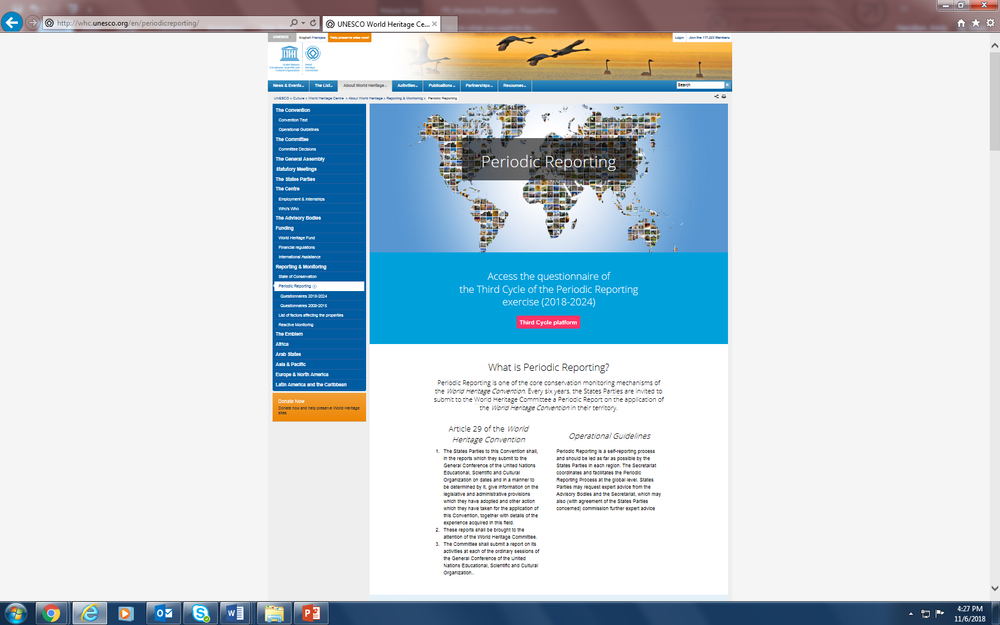 http://whc.unesco.org/en/periodicreporting/
UNESCO World Heritage Ce...
UNESCO
English Francais
Help preserve sites now!
Login
Join the 117,223 Members
United Nations
Educational, Scientific and
Cultural Organization
World
Heritage
Convention
News & Events
The List
About World Heritage
Activities
Publications
Partnerships
Resources
Search
UNESCO » Culture » World Heritage Centre » About World Heritage » Reporting & Monitoring » Periodic Reporting
The Convention
Convention Text
Operational Guidelines
The Committee
Committee Decisions
The General Assembly
Statutory Meetings
The States Parties
The Centre
Employment & Internships
Who's Who
The Advisory Bodies
Funding
World Heritage Fund
Financial regulations
International Assistance
Reporting & Monitoring
State of Conservation
Periodic Reporting
Questionnaires 2018-2024
Questionnaires 2008-2015
List of factors affecting the properties
Reactive Monitoring
The Emblem
Africa
Arab States
Asia & Pacific
Europe & North America
Latin America and the Caribbean
Donate Now
Donate now and help preserve World Heritage
sites
Periodic Reporting
Access the questionnaire of
the Third Cycle of the Periodic Reporting
exercise (2018-2024)
Third Cycle platform
What is Periodic Reporting?
Periodic Reporting is one of the core conservation monitoring mechanisms of
the World Heritage Convention. Every six years, the States Parties are invited to
submit to the World Heritage Committee a Periodic Report on the application of
the World Heritage Convention in their territory.
Article 29 of the World
Heritage Convention
1. The States Parties to this Convention shall,
in the reports which they submit to the
General Conference of the United Nations
Educational, Scientific and Cultural
Organization on dates and in a manner to
be determined by it, give information on the
legislative and administrative provisions
which they have adopted and other action
which they have taken for the application of
this Convention, together with details of the
experience acquired in this field.
2. These reports shall be brought to the
attention of the World Heritage Committee.
3. The Committee shall submit a report on its
activities at each of the ordinary sessions of
the General Conference of the United
Nations Educational, Scientific and Cultural
Organization..
Operational Guidelines
Periodic Reporting is a self-reporting process
and should be led as far as possible by the
States Parties in each region. The Secretariat
coordinates and facilitates the Periodic
Reporting Process at the global level. States
Parties may request expert advice from the
Advisory Bodies and the Secretariat, which may
also (with agreement of the States Parties
concerned) commission further expert advice
4:27 PM
11/6/2018